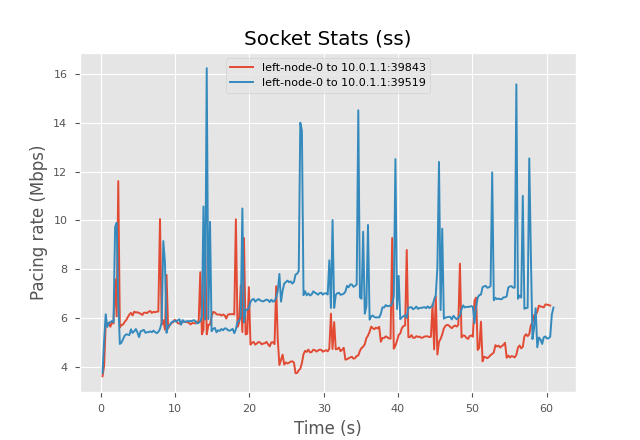 Socket Stats (ss)
left-node-0 to 10.0.1.1:39843
left-node-0 to 10.0.1.1:39519
Pacing rate (Mbps)
16
14
12
10
8
6
4
0 10 20 30 40 50 60
Time (s)